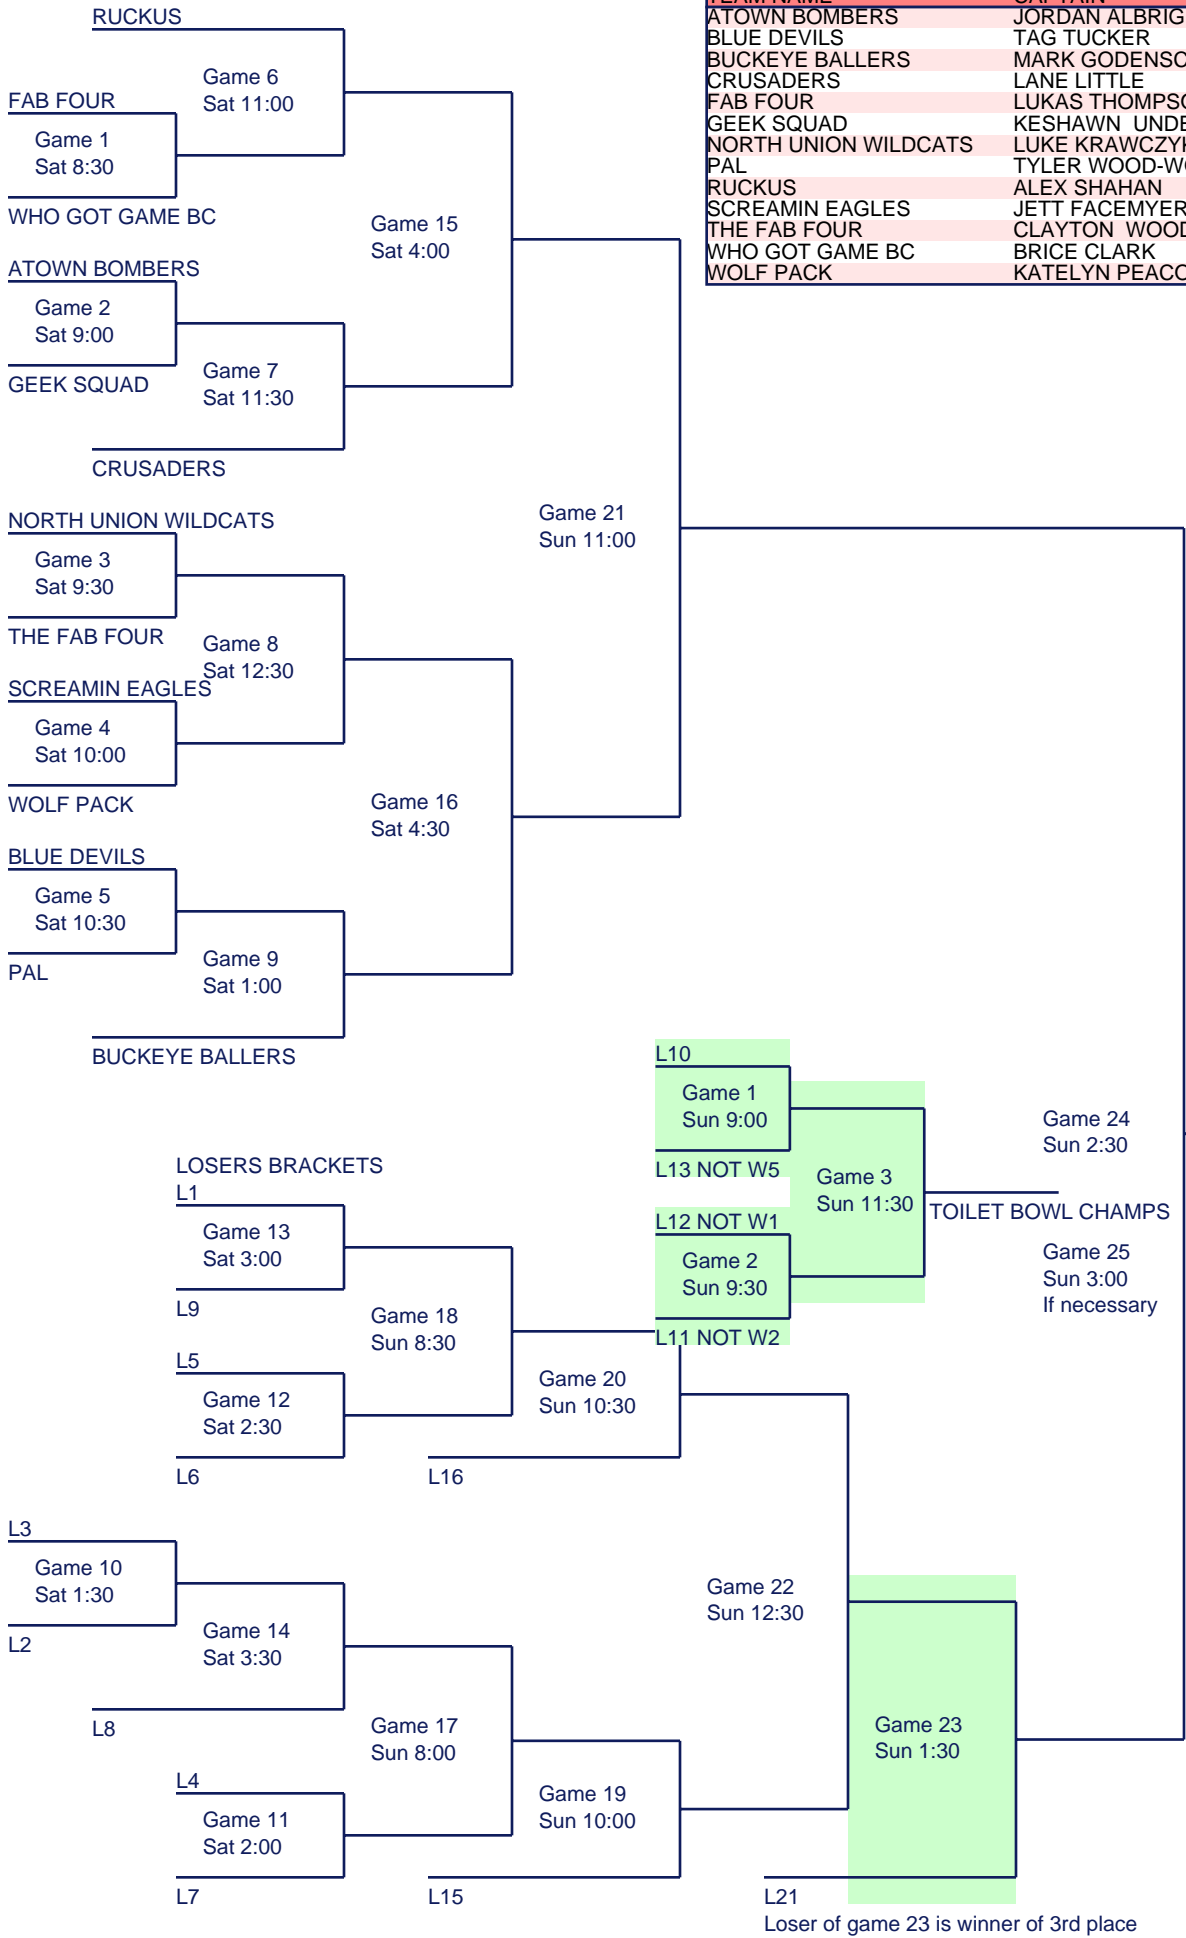 RUCKUS
Game 6
Sat 11:00
FAB FOUR
Game 1
Sat 8:30
WHO GOT GAME BC
Game 15
Sat 4:00
ATOWN BOMBERS
Game 2
Sat 9:00
GEEK SQUAD
Game 7
Sat 11:30
CRUSADERS
ATOWN BOMBERS JORDAN
BLUE DEVILS TAG TUCKER
BUCKEYE BALLERS MARK
CRUSADERS LANE LITTLE
FAB FOUR LUKAS
GEEK SQUAD KESHAWN
NORTH UNION WILDCATS LUKE
PAL TYLER
RUCKUS ALEX SHAHAN
SCREAMIN EAGLES JETT FACEMYER
THE FAB FOUR CLAYTON
WHO GOT GAME BC BRICE CLARK
WOLF PACK KATELYN
NORTH UNION WILDCATS
Game 3
Sat 9:30
THE FAB FOUR
Game 8
Sat 12:30
SCREAMIN EAGLES
Game 4
Sat 10:00
WOLF PACK
Game 21
Sun 11:00
Game 16
Sat 4:30
BLUE DEVILS
Game 5
Sat 10:30
PAL
Game 9
Sat 1:00
BUCKEYE BALLERS
L10
Game 1
Sun 9:00
L13 NOT W5
Game 3
Sun 11:30
L12 NOT W1
Game 2
Sun 9:30
L11 NOT W2
TOILET BOWL CHAMPS
Game 24
Sun 2:30
Game 25
Sun 3:00
If necessary
LOSERS BRACKETS
L1
Game 13
Sat 3:00
L9
Game 18
Sun 8:30
L5
Game 12
Sat 2:30
L6
Game 20
Sun 10:30
L16
L3
Game 10
Sat 1:30
L2
Game 14
Sat 3:30
L8
Game 22
Sun 12:30
Game 17
Sun 8:00
L4
Game 11
Sat 2:00
L7
Game 19
Sun 10:00
L15
Game 23
Sun 1:30
L21
Loser of game 23 is winner of 3rd place